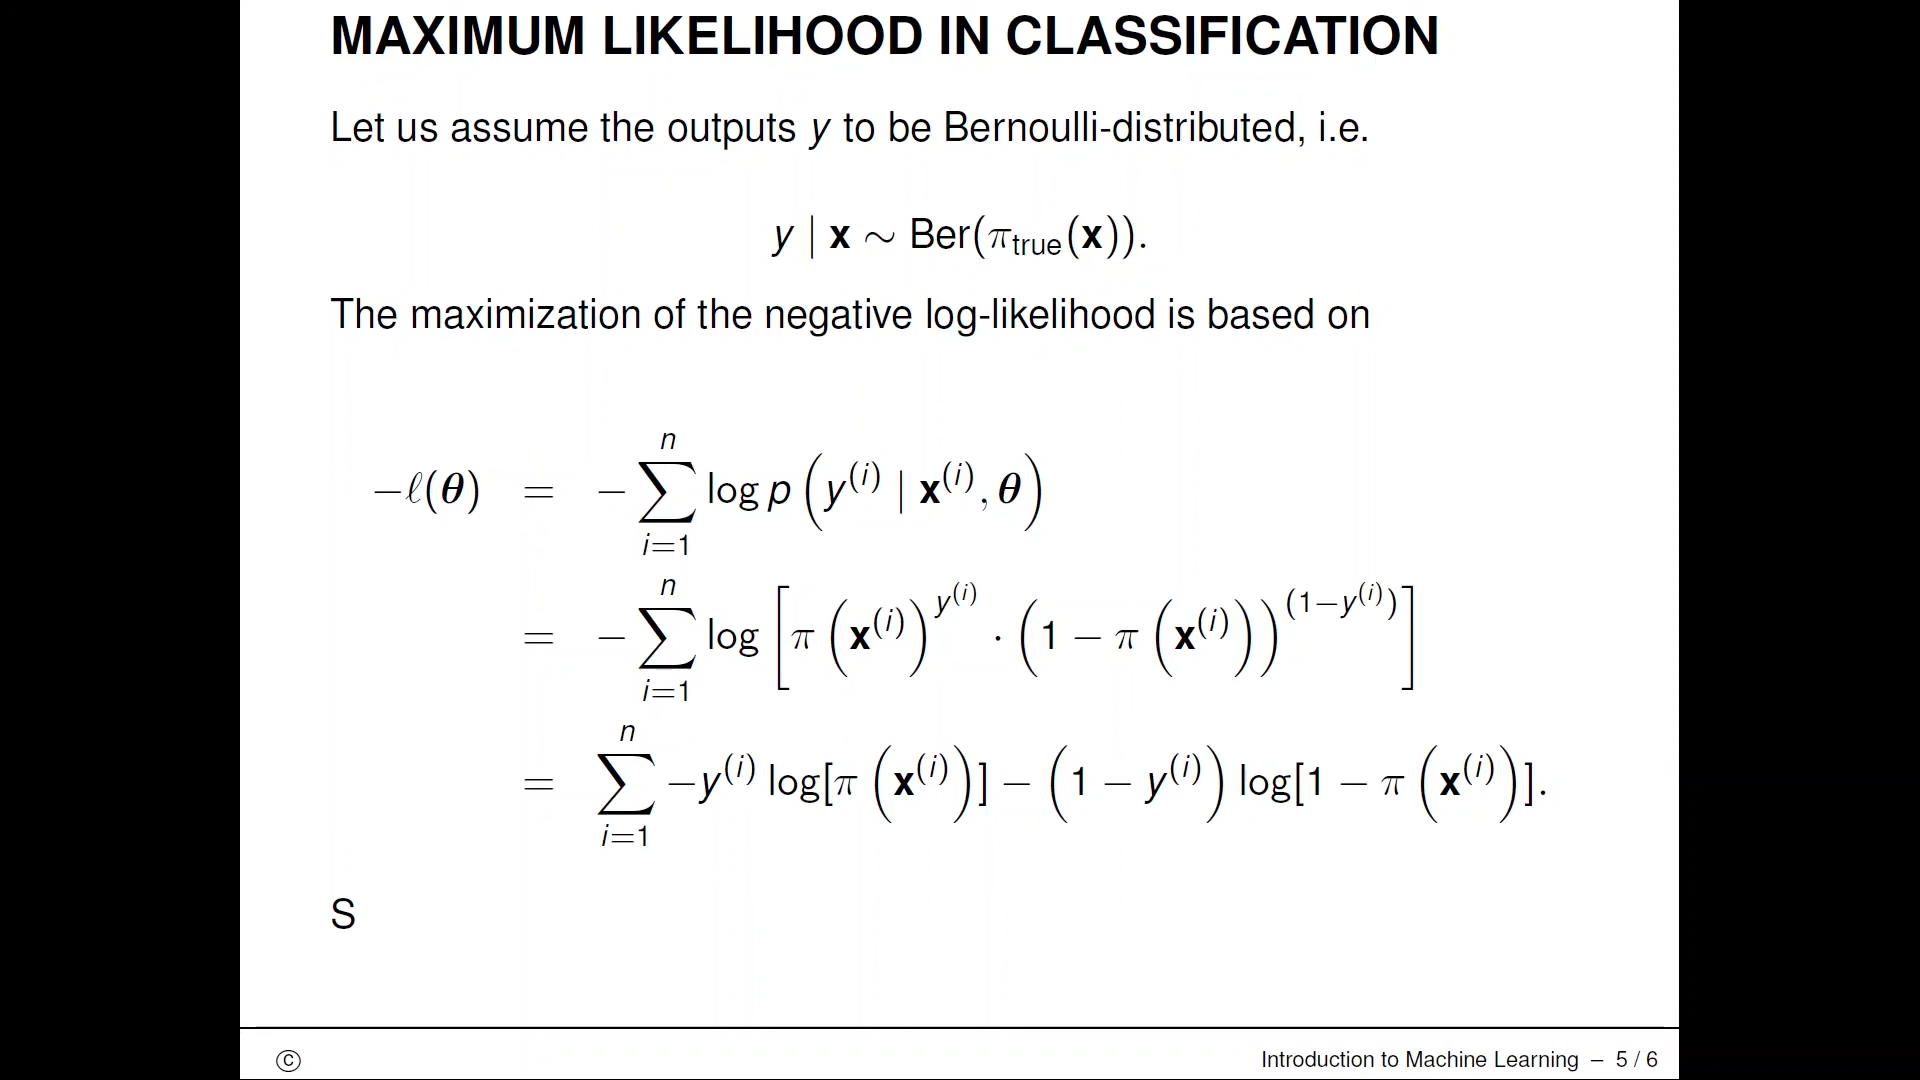 MAXIMUM LIKELIHOOD IN CLASSIFICATION
Let us assume the outputs y to be Bernoulli-distributed, i.e.
y | x ∼ Ber(π_true(x)).
The maximization of the negative log-likelihood is based on
−ℓ(θ) = − ∑_{i=1}^{n} log p (y^{(i)} | x^{(i)}, θ)
= − ∑_{i=1}^{n} log [π (x^{(i)})^{y^{(i)}} · (1 − π (x^{(i)}))^{(1−y^{(i)})}]
= ∑_{i=1}^{n} −y^{(i)} log[π (x^{(i)})] − (1 − y^{(i)}) log[1 − π (x^{(i)})].
S
© Introduction to Machine Learning – 5 / 6